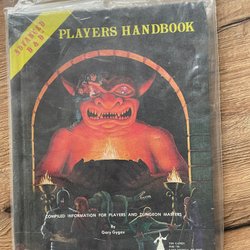 ADVANCED
D & D
PLAYERS HANDBOOK
COMPILED INFORMATION FOR PLAYERS AND DUNGEON MASTERS
By
Gary Gygax